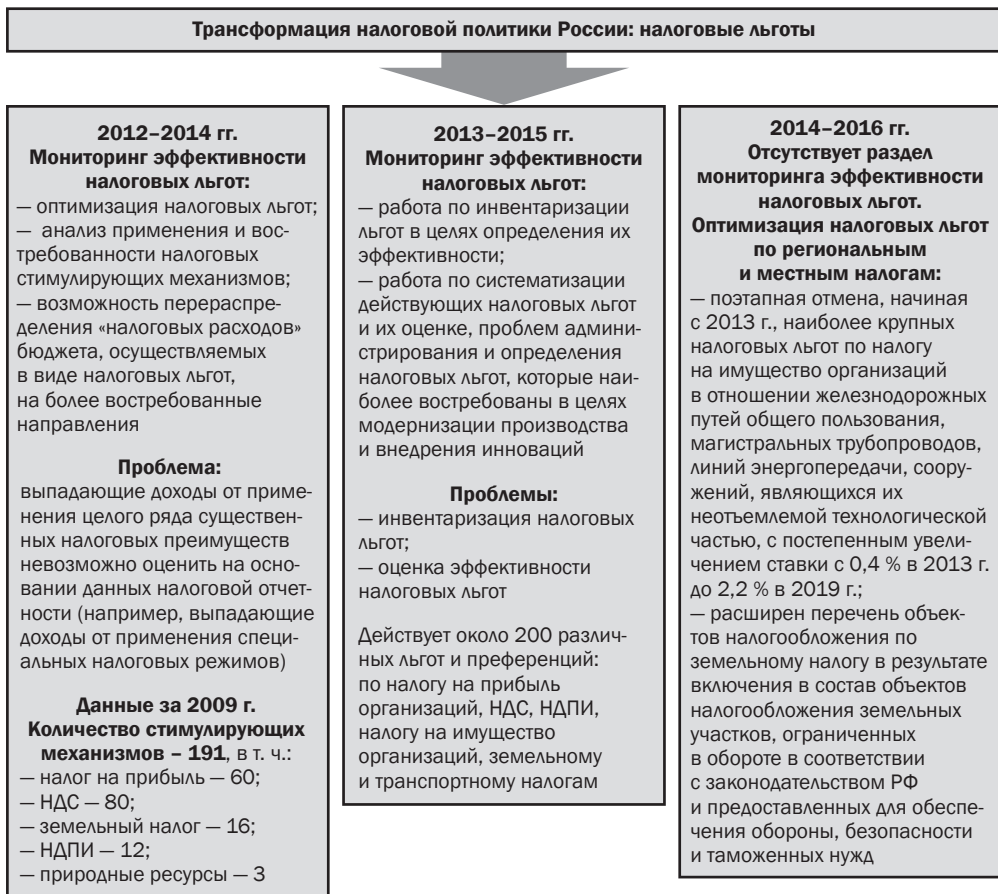 Трансформация налоговой политики России: налоговые льготы
2012–2014 гг.
Мониторинг эффективности
налоговых льгот:
— оптимизация налоговых льгот;
— анализ применения и вос-
требованности налоговых
стимулирующих механизмов;
— возможность перераспре-
деления «налоговых расходов»
бюджета, осуществляемых
в виде налоговых льгот,
на более востребованные
направления
Проблема:
выпадающие доходы от приме-
нения целого ряда существен-
ных налоговых преимуществ
невозможно оценить на осно-
вании данных налоговой отчет-
ности (например, выпадающие
доходы от применения специ-
альных налоговых режимов)
Данные за 2009 г.
Количество стимулирующих
механизмов – 191, в т. ч.:
— налог на прибыль — 60;
— НДС — 80;
— земельный налог — 16;
— НДПИ — 12;
— природные ресурсы — 3
2013–2015 гг.
Мониторинг эффективности
налоговых льгот:
— работа по инвентаризации
льгот в целях определения их
эффективности;
— работа по систематизации
действующих налоговых льгот
и их оценке, проблем админи-
стрирования и определения
налоговых льгот, которые наи-
более востребованы в целях
модернизации производства
и внедрения инноваций
Проблемы:
— инвентаризация налоговых
льгот;
— оценка эффективности
налоговых льгот
Действует около 200 различ-
ных льгот и преференций:
по налогу на прибыль
организаций, НДС, НДПИ,
налогу на имущество
организаций, земельному
и транспортному налогам
2014–2016 гг.
Отсутствует раздел
мониторинга эффективности
налоговых льгот.
Оптимизация налоговых льгот
по региональным
и местным налогам:
— поэтапная отмена, начиная
с 2013 г., наиболее крупных
налоговых льгот по налогу
на имущество организаций
в отношении железнодорожных
путей общего пользования,
магистральных трубопроводов,
линий энергопередачи, соору-
жений, являющихся их
неотъемлемой технологической
частью, с постепенным увели-
чением ставки с 0,4 % в 2013 г.
до 2,2 % в 2019 г.;
— расширен перечень объек-
тов налогообложения по
земельному налогу в результате
включения в состав объектов
налогообложения земельных
участков, ограниченных
в обороте в соответствии
с законодательством РФ
и предоставленных для обеспе-
чения обороны, безопасности
и таможенных нужд